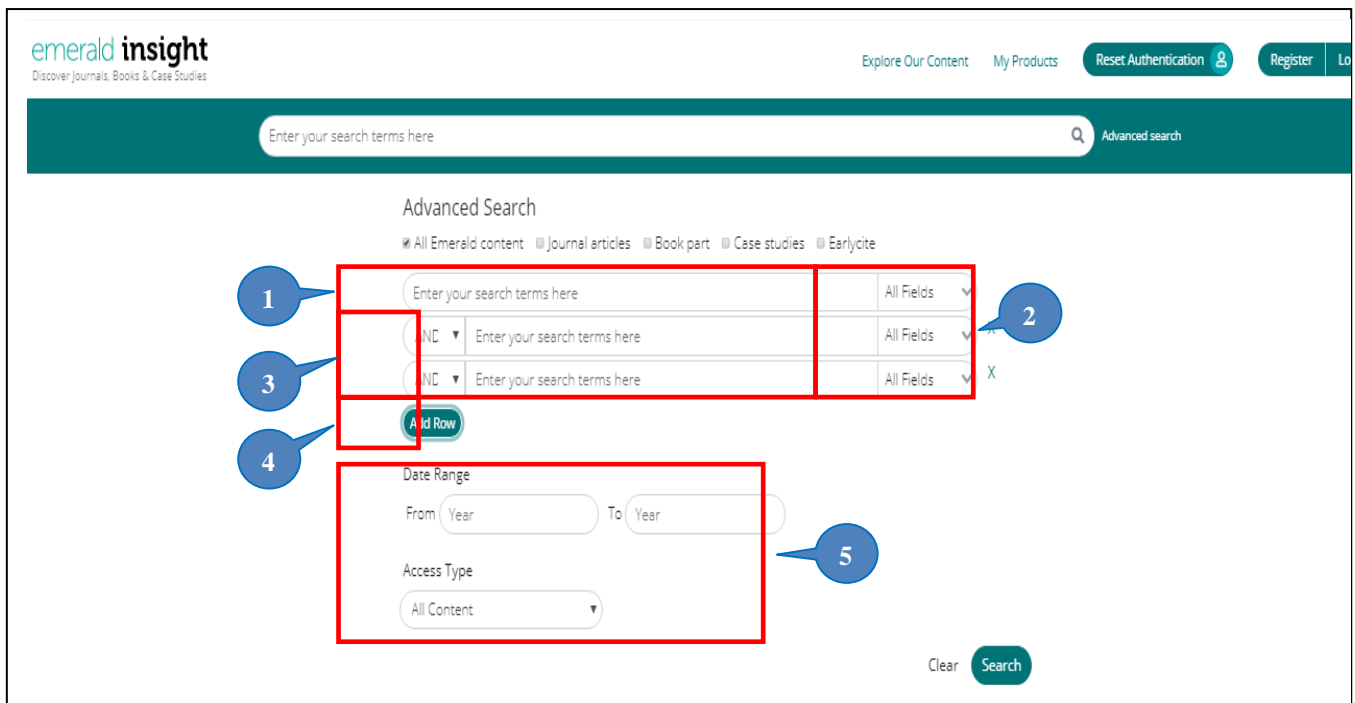 emerald insight
Discover Journals, Books & Case Studies
Explore Our Content My Products Reset Authentication Register Lo
Enter your search terms here Advanced search
Advanced Search
All Emerald content Journal articles Book part Case studies Earlycite
1 Enter your search terms here All Fields
2
AND Enter your search terms here All Fields X
3 AND Enter your search terms here All Fields X
Add Row
4
Date Range
From Year To Year
5
Access Type
All Content
Clear Search